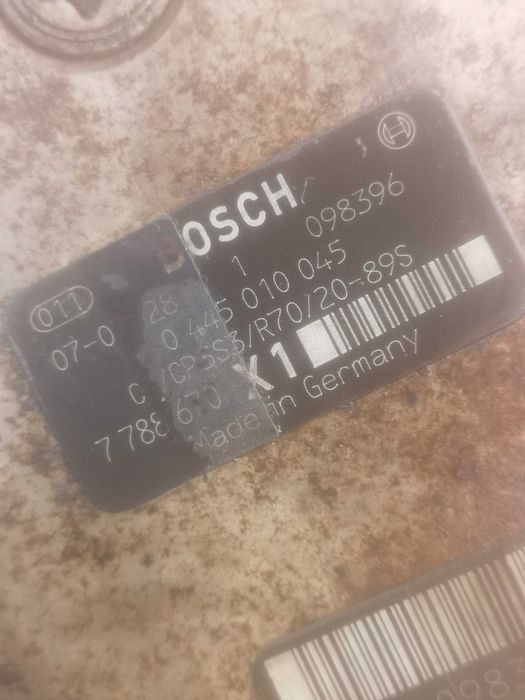 BOSCH
011 1 098396
07-0 28 0 445 010 045
C CP3S3/R70/20-89S
7 788 670 X1
Made in Germany